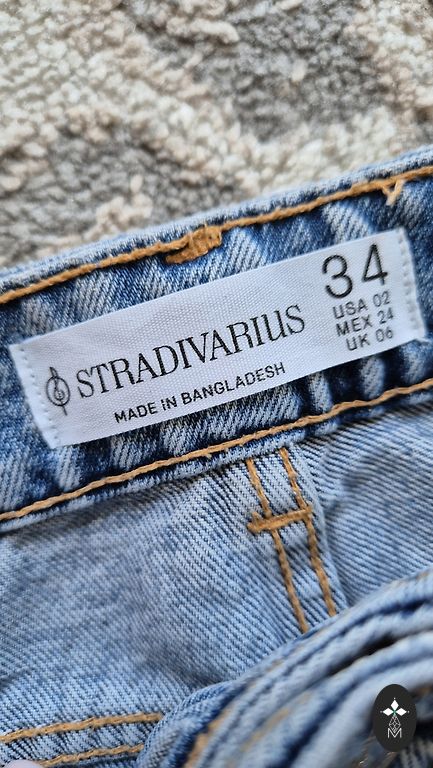 STRADIVARIUS
MADE IN BANGLADESH
34
USA 02
MEX 24
UK 06
M